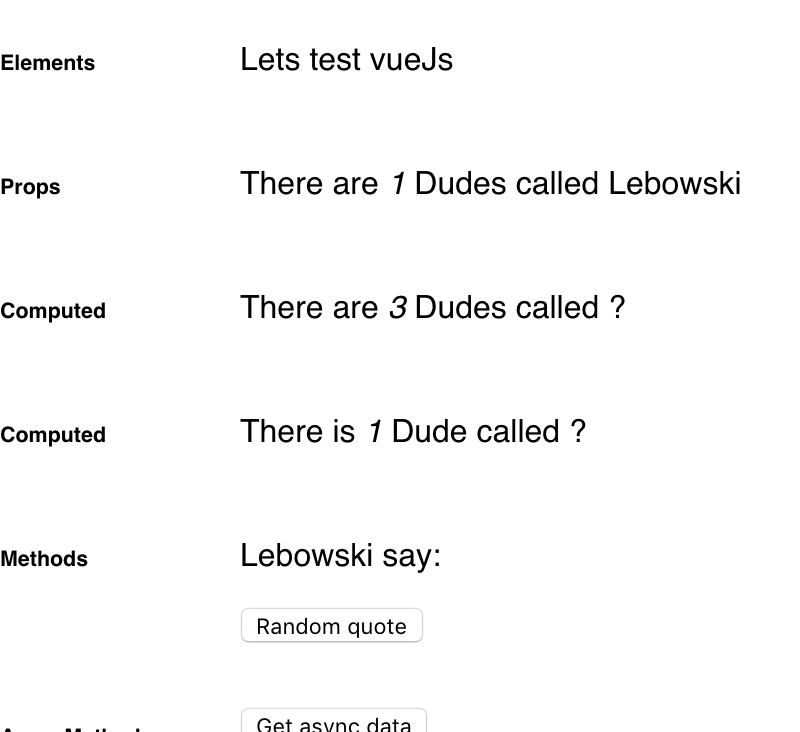 Elements
Lets test vueJs
Props
There are 1 Dudes called Lebowski
Computed
There are 3 Dudes called ?
Computed
There is 1 Dude called ?
Methods
Lebowski say:
Random quote
Get async data